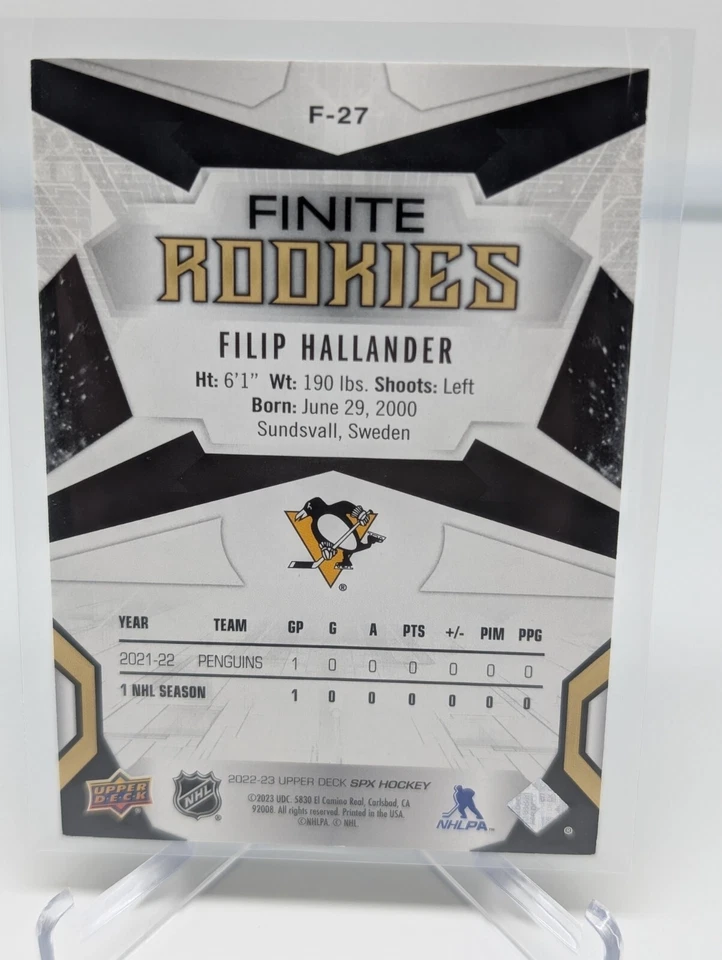 F-27
FINITE
ROOKIES
FILIP HALLANDER
Ht: 6'1" Wt: 190 lbs. Shoots: Left
Born: June 29, 2000
Sundsvall, Sweden
®
YEAR TEAM GP G A PTS +/- PIM PPG
2021-22 PENGUINS 1 0 0 0 0 0 0
1 NHL SEASON 1 0 0 0 0 0 0
UPPER DECK ®
NHL ®
2022-23 UPPER DECK SPX HOCKEY
©2023 UDC. 5830 El Camino Real, Carlsbad, CA
92008. All rights reserved. Printed in the USA.
©NHLPA. © NHL.
NHLPA™
®